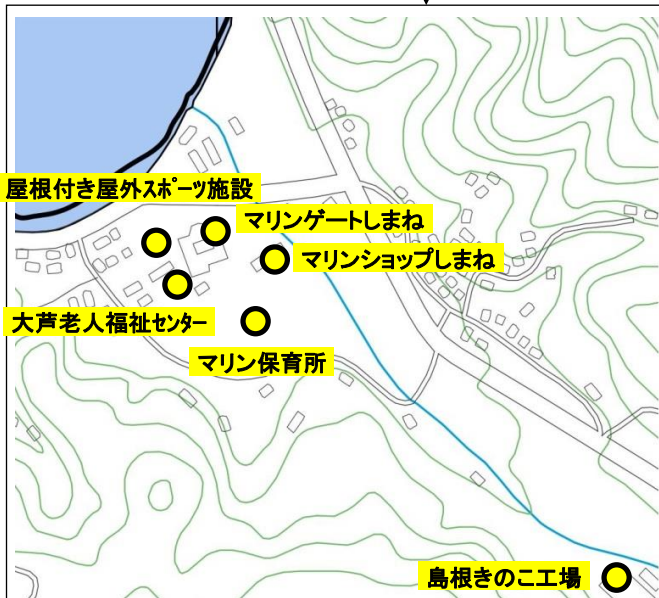 屋根付き屋外スポーツ施設
マリンゲートしまね
マリンショップしまね
大芦老人福祉センター
マリン保育所
島根きのこ工場